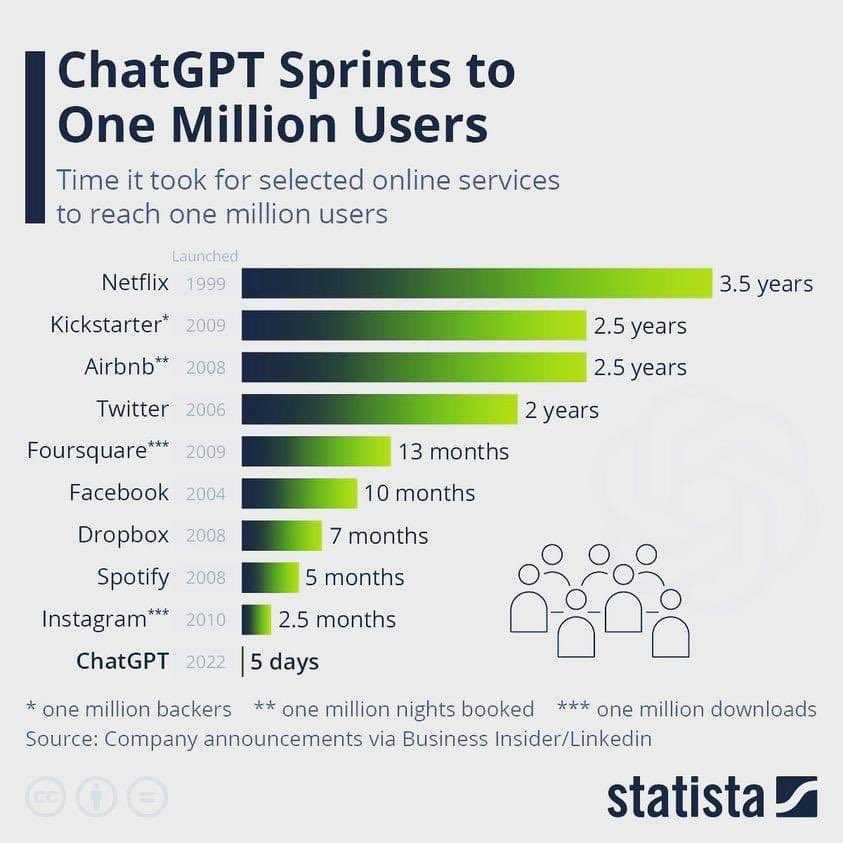 ChatGPT Sprints to
One Million Users
Time it took for selected online services
to reach one million users
Launched
Netflix 1999 3.5 years
Kickstarter* 2009 2.5 years
Airbnb** 2008 2.5 years
Twitter 2006 2 years
Foursquare*** 2009 13 months
Facebook 2004 10 months
Dropbox 2008 7 months
Spotify 2008 5 months
Instagram*** 2010 2.5 months
ChatGPT 2022 5 days
* one million backers ** one million nights booked *** one million downloads
Source: Company announcements via Business Insider/Linkedin
cc statista